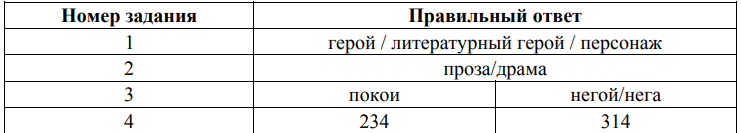 Номер задания Правильный ответ
1 герой / литературный герой / персонаж
2 проза/драма
3 покои негой/нега
4 234 314